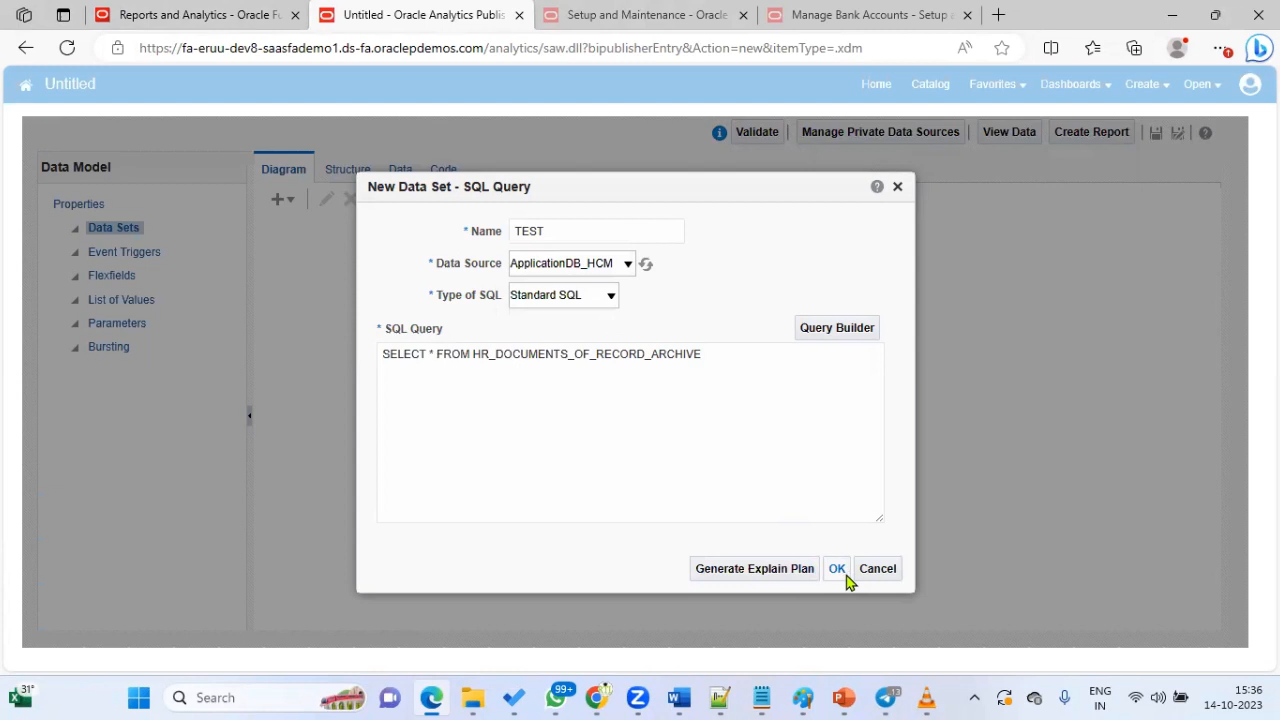 Reports and Analytics - Oracle Fu
Untitled - Oracle Analytics Publis
Setup and Maintenance - Oracle
Manage Bank Accounts - Setup a
https://fa-eruu-dev8-saasfademo1.ds-fa.oraclepdemos.com/analytics/saw.dll?bipublisherEntry&Action=new&itemType=.xdm
Untitled
Home
Catalog
Favorites
Dashboards
Create
Open
Validate
Manage Private Data Sources
View Data
Create Report
Data Model
Diagram
Structure
Data
Code
Properties
Data Sets
Event Triggers
Flexfields
List of Values
Parameters
Bursting
New Data Set - SQL Query
* Name TEST
* Data Source ApplicationDB_HCM
* Type of SQL Standard SQL
* SQL Query
Query Builder
SELECT * FROM HR_DOCUMENTS_OF_RECORD_ARCHIVE
Generate Explain Plan
OK
Cancel
31°
Search
99+
13
ENG
IN
15:36
14-10-2023